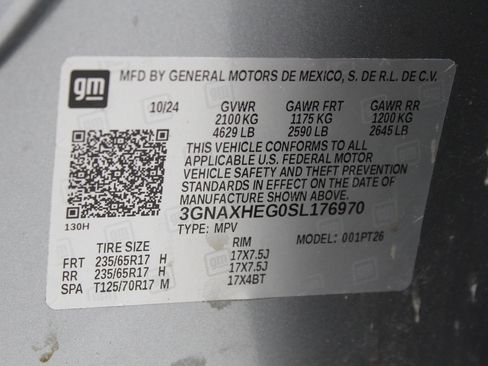 gm
MFD BY GENERAL MOTORS DE MEXICO, S. DE R.L. DE C.V.
10/24 GVWR GAWR FRT GAWR RR
2100 KG 1175 KG 1200 KG
4629 LB 2590 LB 2645 LB
THIS VEHICLE CONFORMS TO ALL
APPLICABLE U.S. FEDERAL MOTOR
VEHICLE SAFETY AND THEFT PREVENTION
STANDARDS IN EFFECT ON THE DATE OF
MANUFACTURE SHOWN ABOVE.
130H 3GNAXHEG0SL176970
TYPE: MPV MODEL: 001PT26
TIRE SIZE RIM
FRT 235/65R17 H 17X7.5J
RR 235/65R17 H 17X7.5J
SPA T125/70R17 M 17X4BT